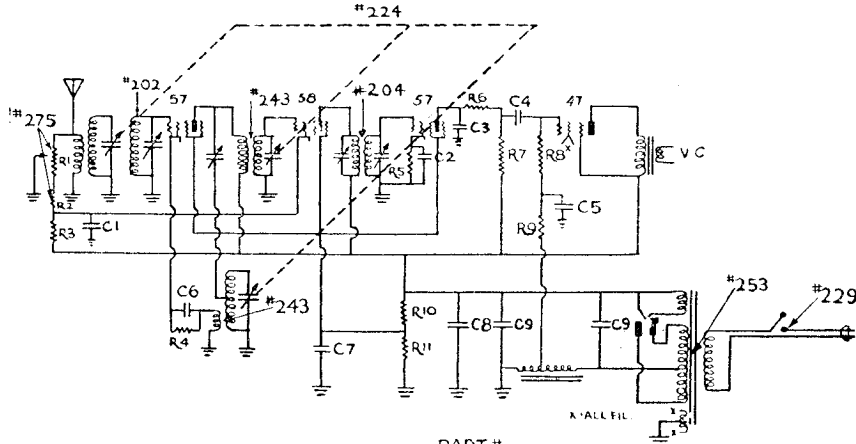 #224
#202
57
#243
58
#204
57
R6
C4
47
#275
R1
R5
C2
C3
R7
R8
V C
R2
R3
C1
R9
C5
C6
R4
#243
R10
R11
C7
C8
C9
C9
#253
#229
X-ALL FIL.
X
X
X
PART #